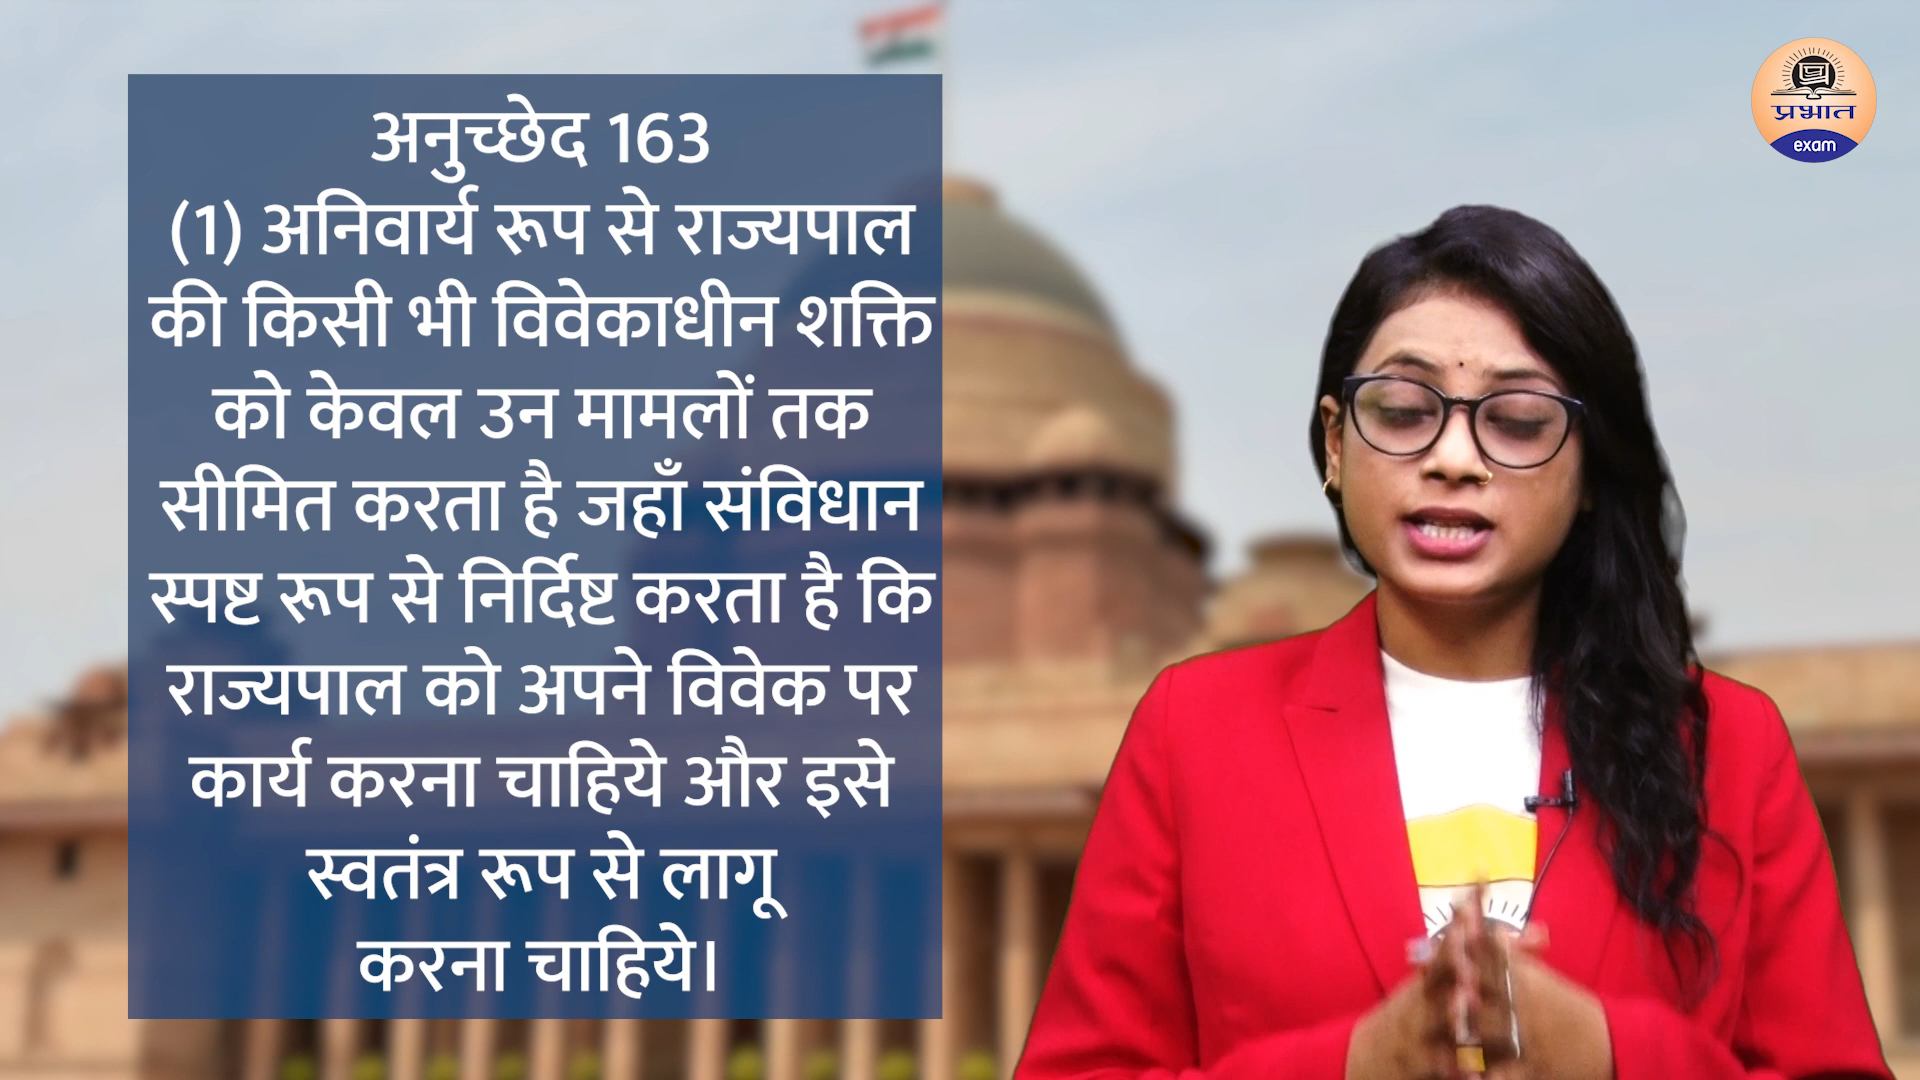 अनुच्छेद 163
(1) अनिवार्य रूप से राज्यपाल
की किसी भी विवेकाधीन शक्ति
को केवल उन मामलों तक
सीमित करता है जहाँ संविधान
स्पष्ट रूप से निर्दिष्ट करता है कि
राज्यपाल को अपने विवेक पर
कार्य करना चाहिये और इसे
स्वतंत्र रूप से लागू
करना चाहिये।
प्रभात
exam